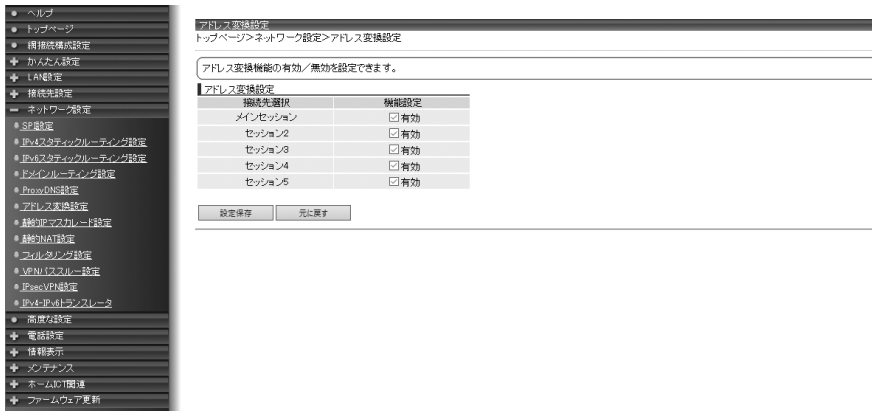 ヘルプ
トップページ
網接続構成設定
かんたん設定
LAN設定
接続先設定
ネットワーク設定
SPI設定
IPv4スタティックルーティング設定
IPv6スタティックルーティング設定
ドメインルーティング設定
ProxyDNS設定
アドレス変換設定
静的IPマスカレード設定
静的NAT設定
フィルタリング設定
VPNパススルー設定
IPsecVPN設定
IPv4-IPv6トランスレータ
高度な設定
電話設定
情報表示
メンテナンス
ホームICT関連
ファームウェア更新
アドレス変換設定
トップページ>ネットワーク設定>アドレス変換設定
アドレス変換機能の有効/無効を設定できます。
アドレス変換設定
接続先選択 機能設定
メインセッション 有効
セッション2 有効
セッション3 有効
セッション4 有効
セッション5 有効
設定保存 元に戻す